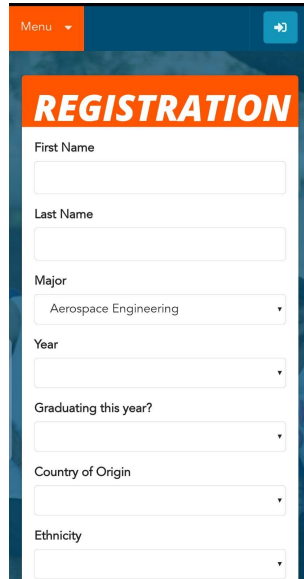 Menu
REGISTRATION
First Name
Last Name
Major
Aerospace Engineering
Year
Graduating this year?
Country of Origin
Ethnicity